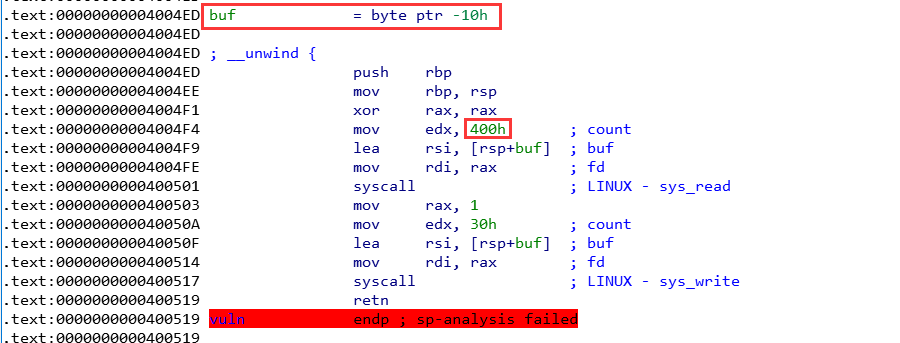 .text:00000000004004ED buf = byte ptr -10h
.text:00000000004004ED
.text:00000000004004ED ; __unwind {
.text:00000000004004ED push rbp
.text:00000000004004EE mov rbp, rsp
.text:00000000004004F1 xor rax, rax
.text:00000000004004F4 mov edx, 400h ; count
.text:00000000004004F9 lea rsi, [rsp+buf] ; buf
.text:00000000004004FE mov rdi, rax ; fd
.text:0000000000400501 syscall ; LINUX - sys_read
.text:0000000000400503 mov rax, 1
.text:000000000040050A mov edx, 30h ; count
.text:000000000040050F lea rsi, [rsp+buf] ; buf
.text:0000000000400514 mov rdi, rax ; fd
.text:0000000000400517 syscall ; LINUX - sys_write
.text:0000000000400519 retn
.text:0000000000400519 vuln endp ; sp-analysis failed
.text:0000000000400519